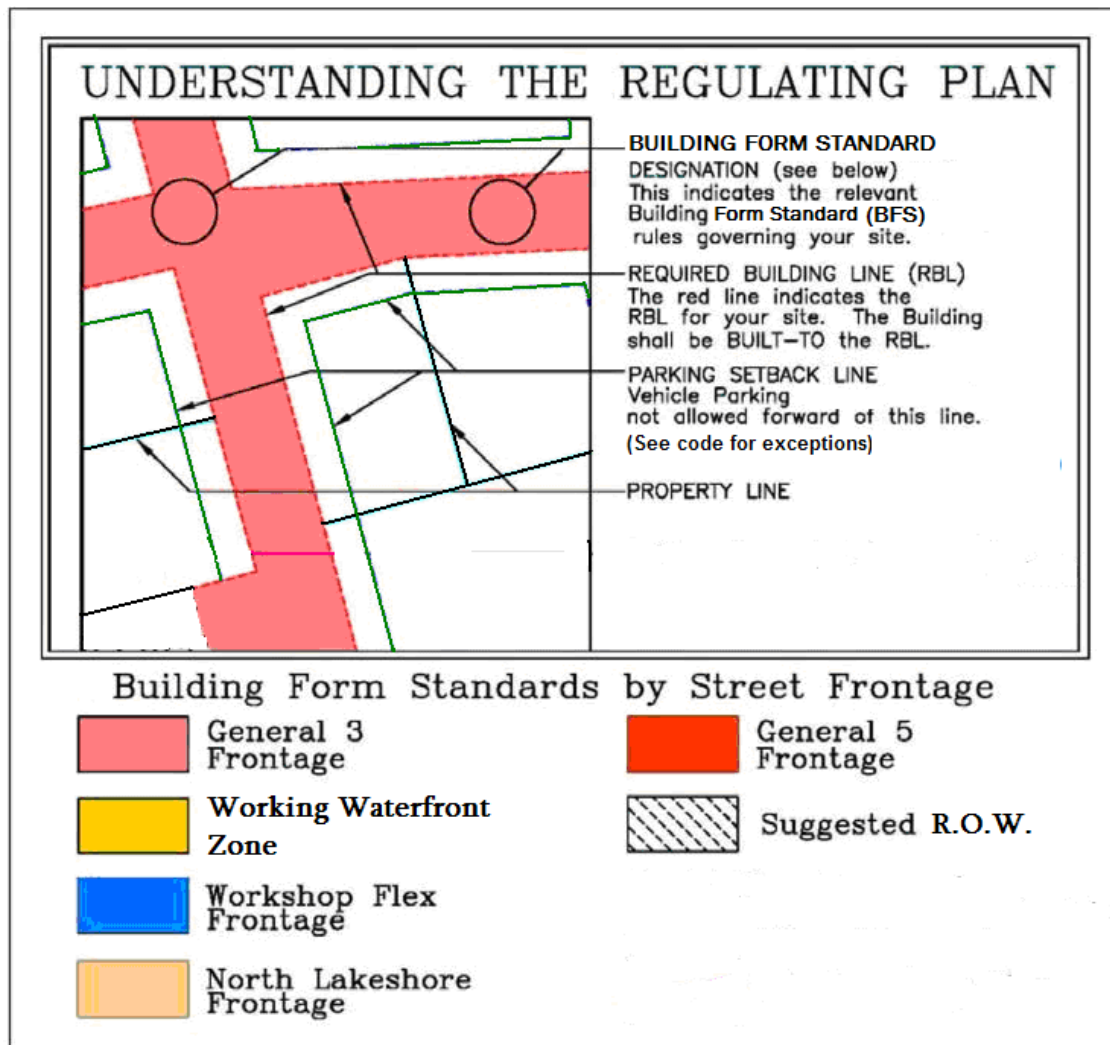 UNDERSTANDING THE REGULATING PLAN
BUILDING FORM STANDARD
DESIGNATION (see below)
This indicates the relevant
Building Form Standard (BFS)
rules governing your site.
REQUIRED BUILDING LINE (RBL)
The red line indicates the
RBL for your site. The Building
shall be BUILT-TO the RBL.
PARKING SETBACK LINE
Vehicle Parking
not allowed forward of this line.
(See code for exceptions)
PROPERTY LINE
Building Form Standards by Street Frontage
General 3
Frontage
Working Waterfront
Zone
Workshop Flex
Frontage
North Lakeshore
Frontage
General 5
Frontage
Suggested R.O.W.